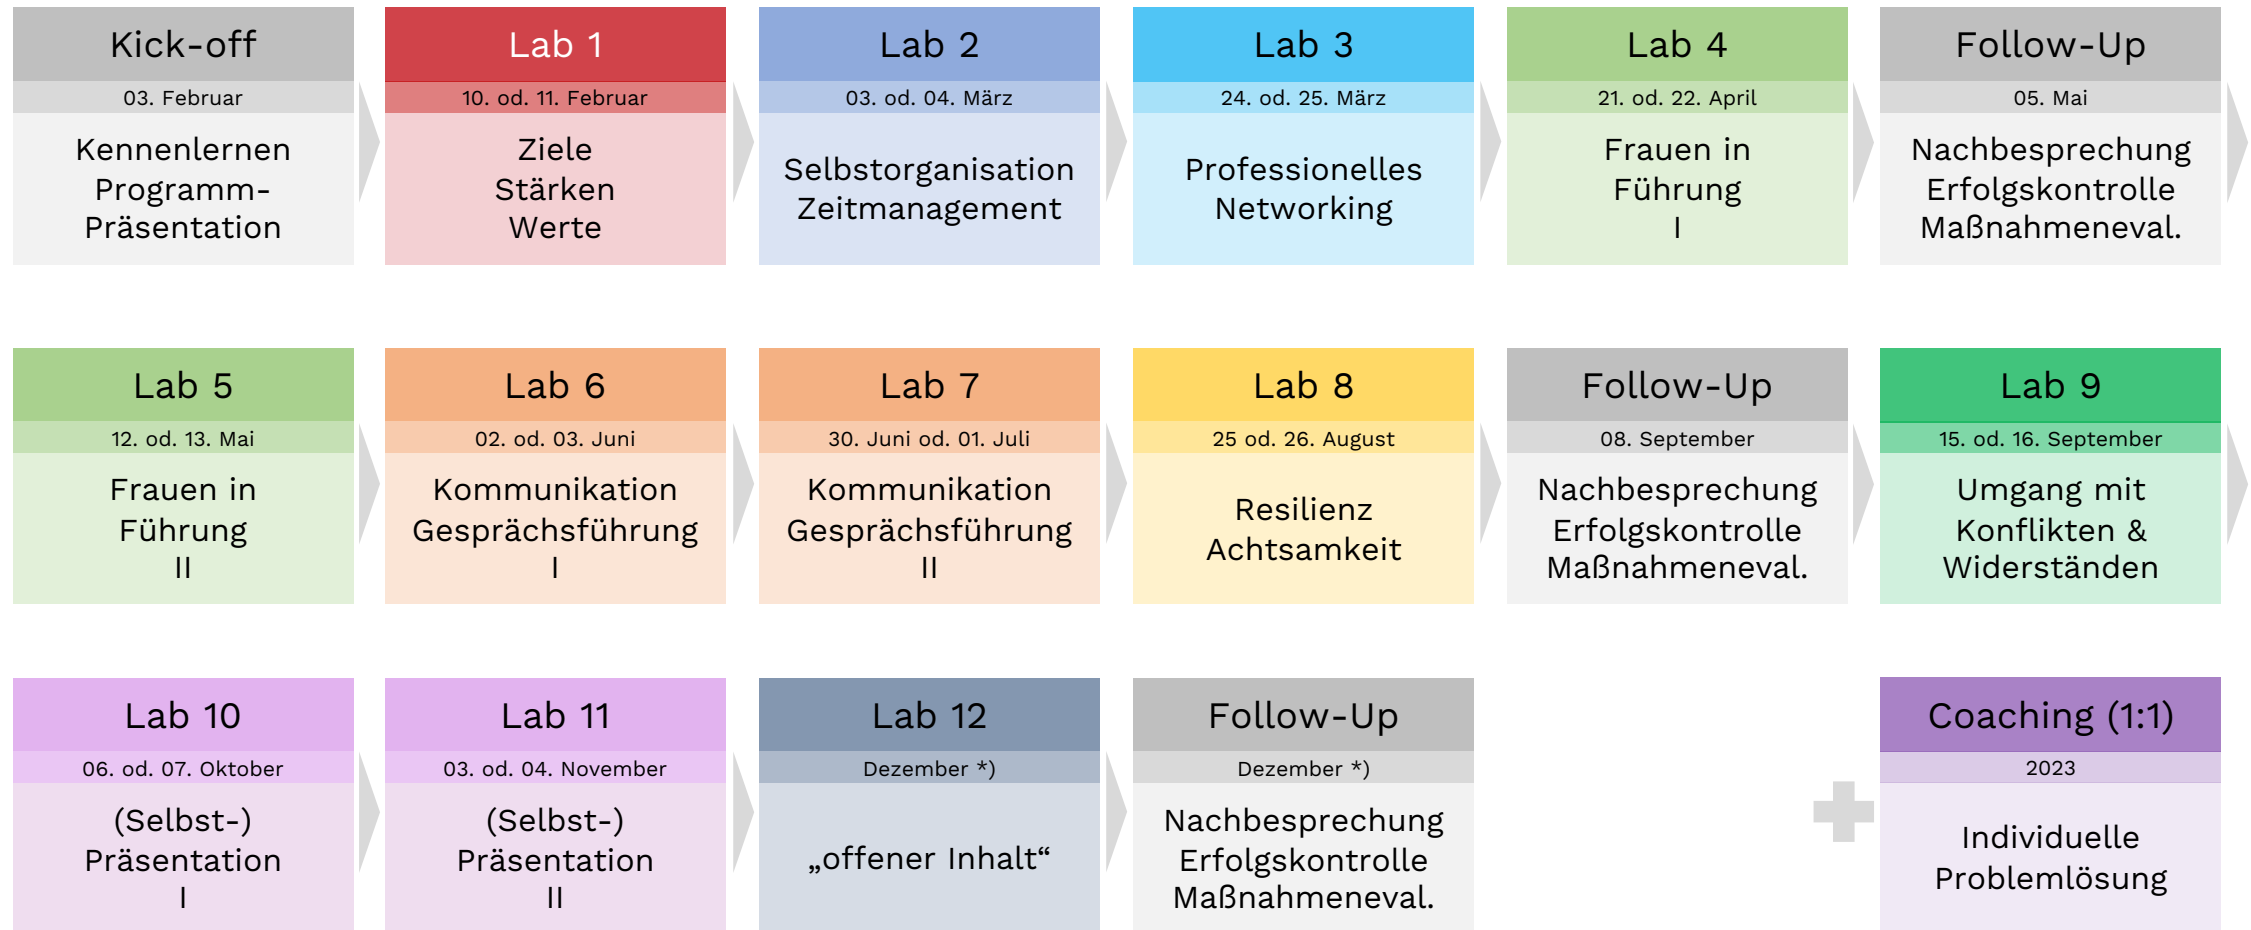 Kick-off
03. Februar
Kennenlernen
Programm-
Präsentation
Lab 1
10. od. 11. Februar
Ziele
Stärken
Werte
Lab 2
03. od. 04. März
Selbstorganisation
Zeitmanagement
Lab 3
24. od. 25. März
Professionelles
Networking
Lab 4
21. od. 22. April
Frauen in
Führung
I
Follow-Up
05. Mai
Nachbesprechung
Erfolgskontrolle
Maßnahmeneval.
Lab 5
12. od. 13. Mai
Frauen in
Führung
II
Lab 6
02. od. 03. Juni
Kommunikation
Gesprächsführung
I
Lab 7
30. Juni od. 01. Juli
Kommunikation
Gesprächsführung
II
Lab 8
25 od. 26. August
Resilienz
Achtsamkeit
Follow-Up
08. September
Nachbesprechung
Erfolgskontrolle
Maßnahmeneval.
Lab 9
15. od. 16. September
Umgang mit
Konflikten &
Widerständen
Lab 10
06. od. 07. Oktober
(Selbst-)
Präsentation
I
Lab 11
03. od. 04. November
(Selbst-)
Präsentation
II
Lab 12
Dezember *)
„offener Inhalt“
Follow-Up
Dezember *)
Nachbesprechung
Erfolgskontrolle
Maßnahmeneval.
Coaching (1:1)
2023
Individuelle
Problemlösung